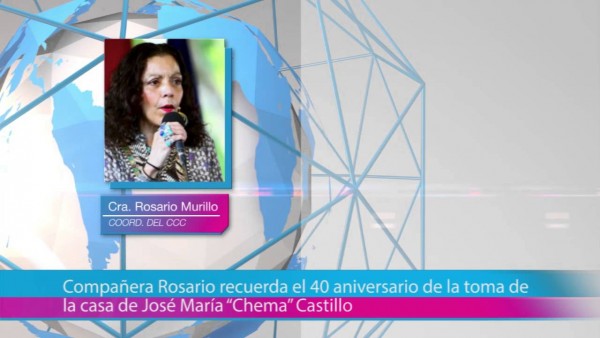 Cra. Rosario Murillo
COORD. DEL CCC
Compañera Rosario recuerda el 40 aniversario de la toma de
la casa de José María “Chema” Castillo